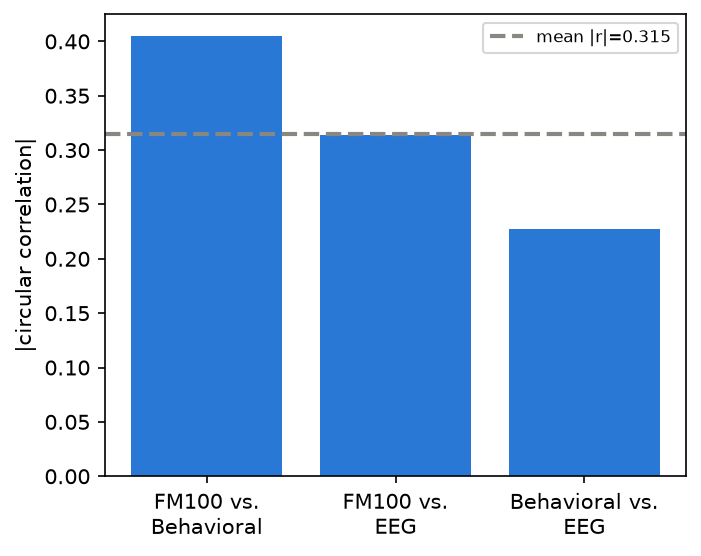 mean |r|=0.315
|circular correlation|
0.40
0.35
0.30
0.25
0.20
0.15
0.10
0.05
0.00
FM100 vs.
Behavioral
FM100 vs.
EEG
Behavioral vs.
EEG